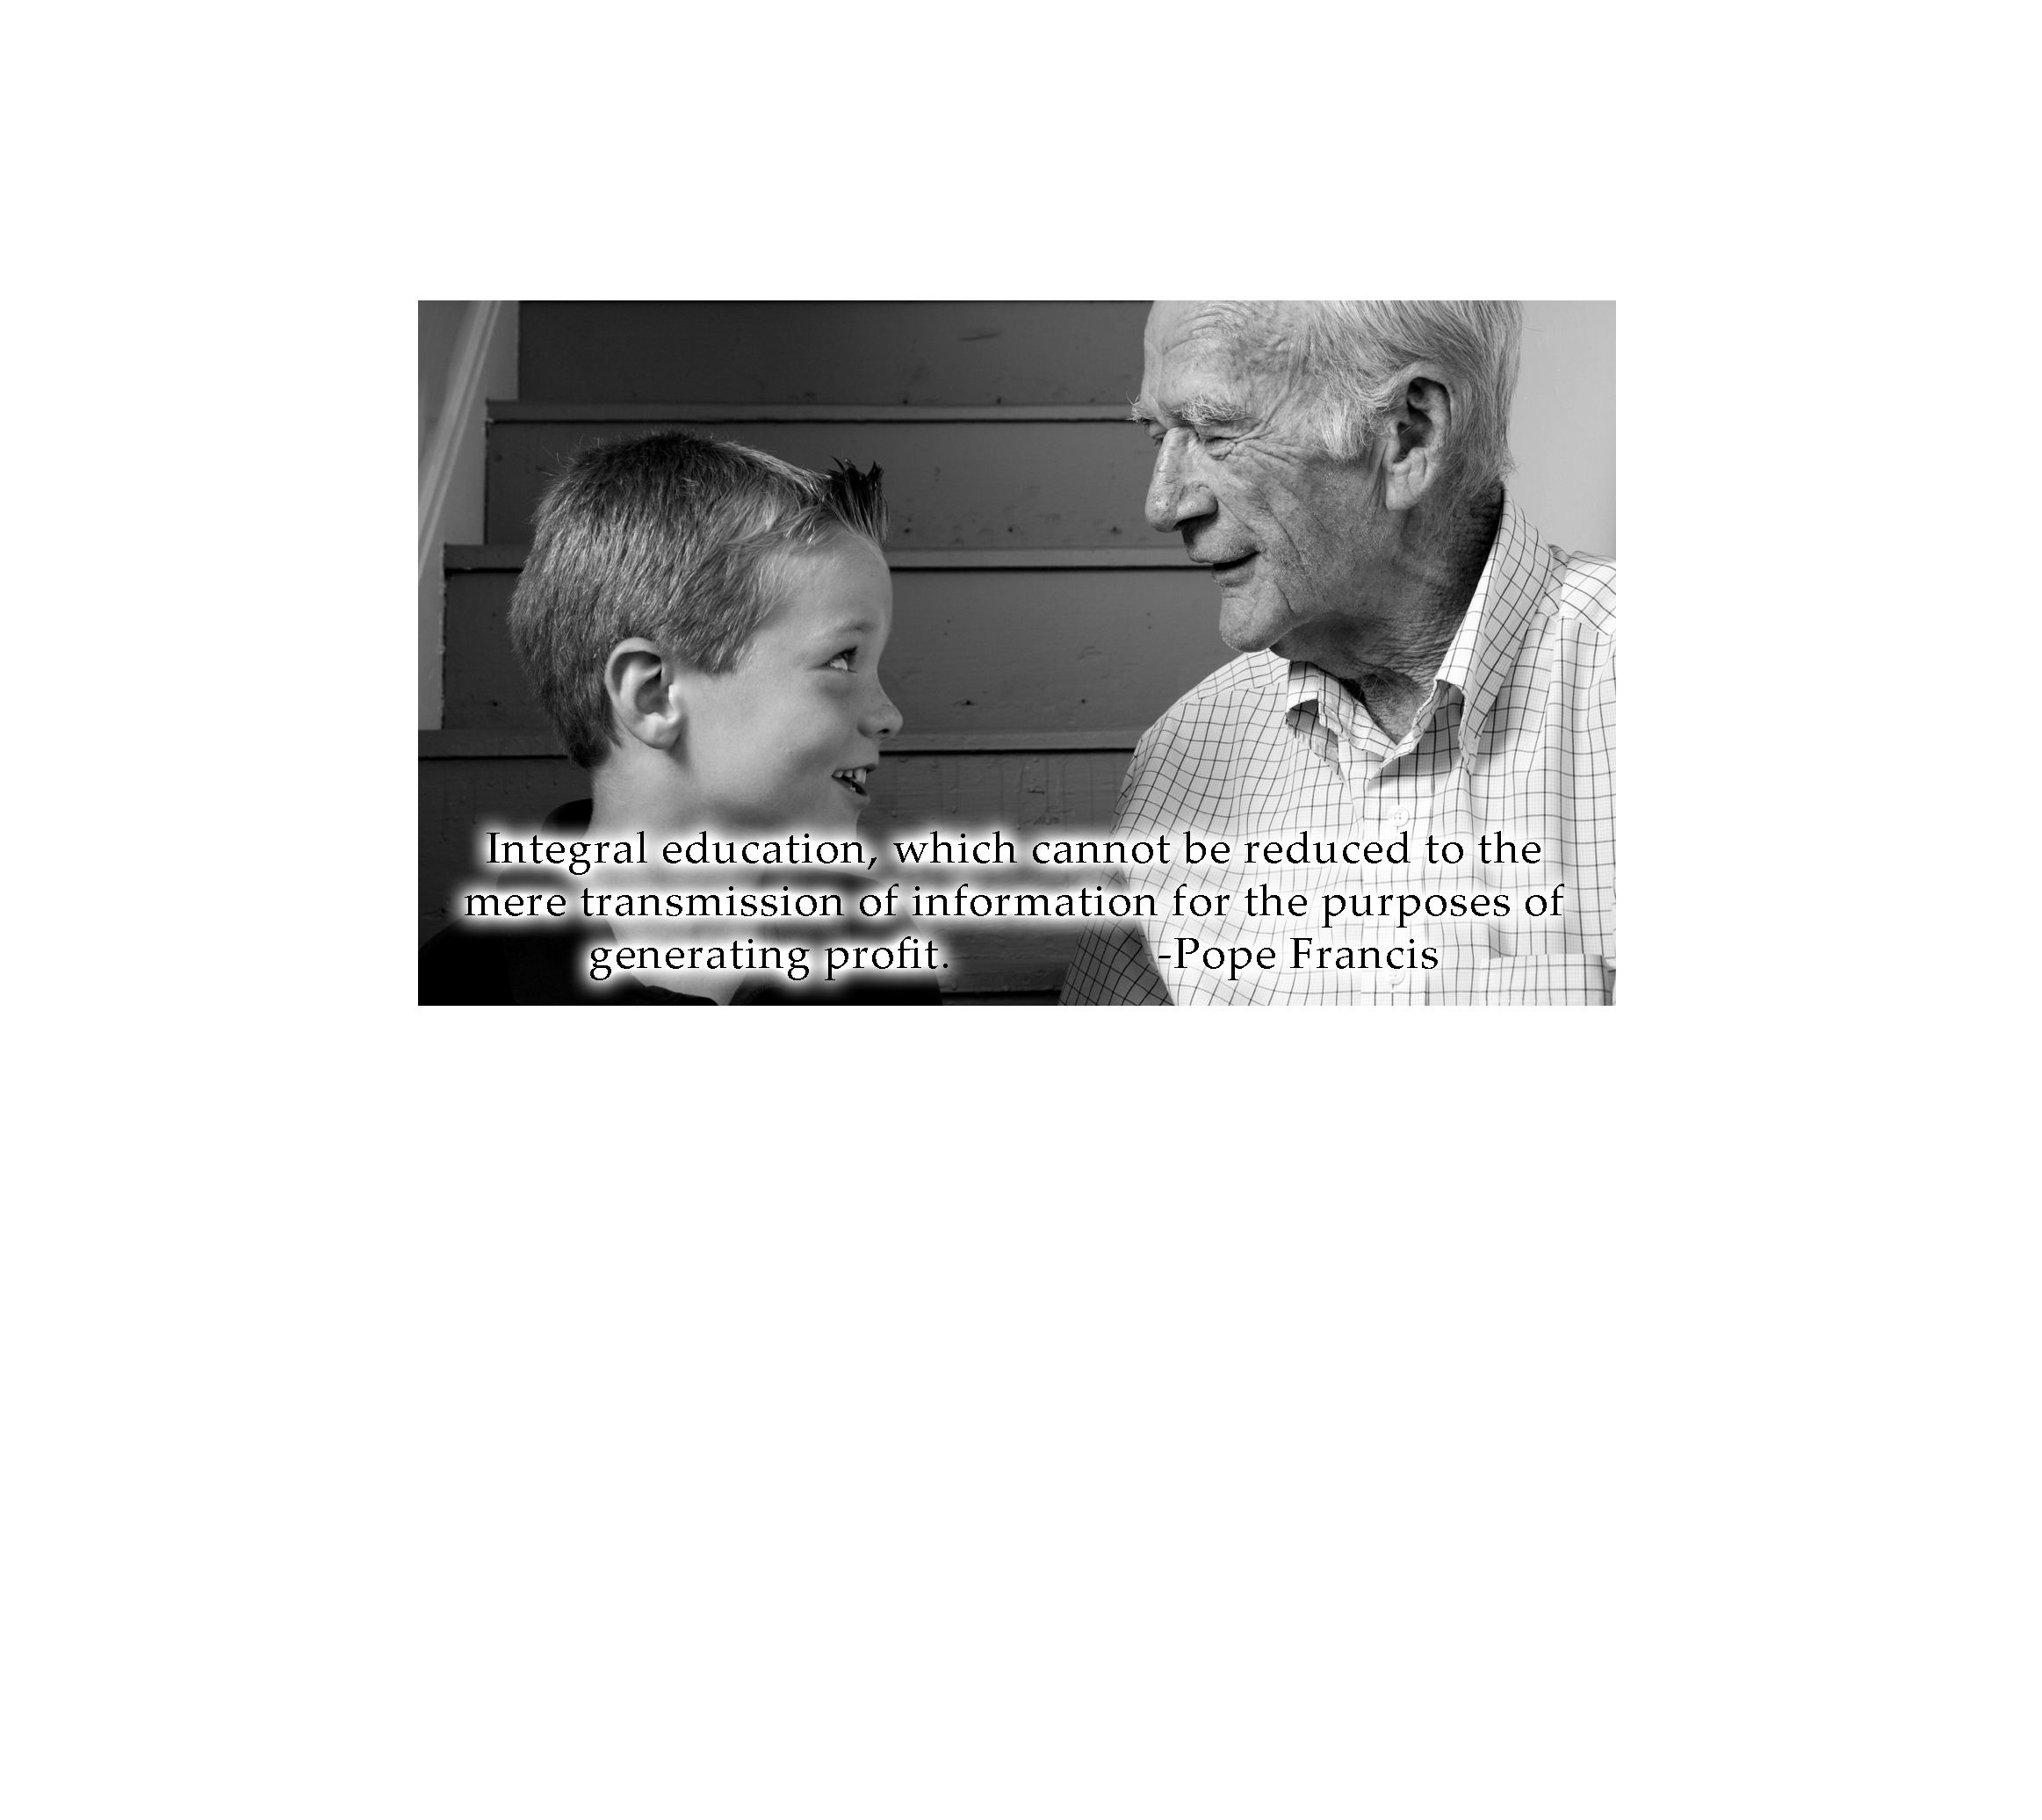 Integral education, which cannot be reduced to the
mere transmission of information for the purposes of
generating profit. -Pope Francis